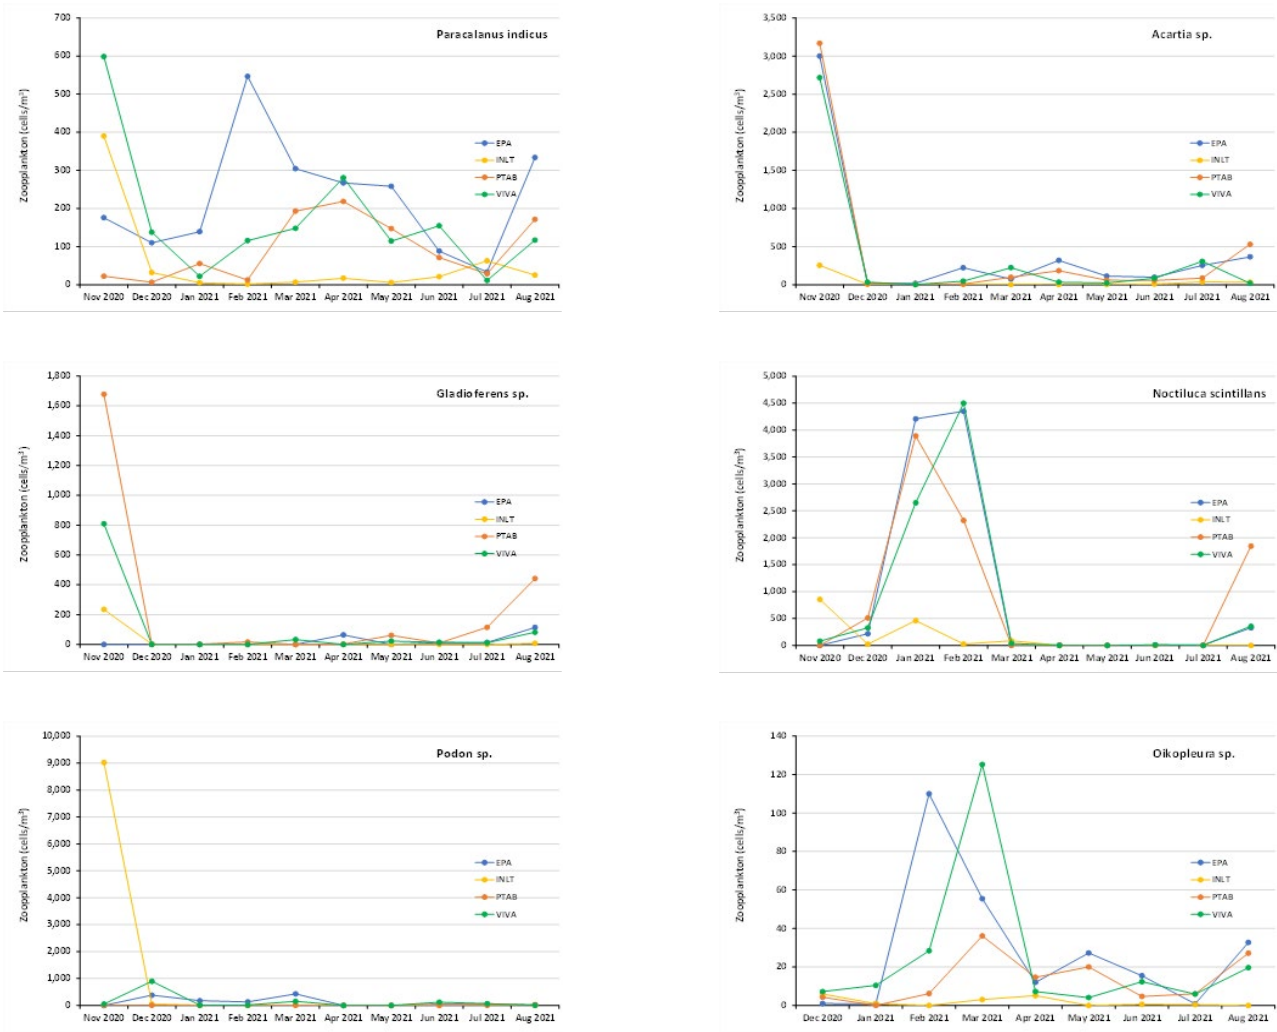 Paracalanus indicus
Zoopplankton (cells/m³)
700
600
500
400
300
200
100
0
EPA
INLT
PTAB
VIVA
Nov 2020 Dec 2020 Jan 2021 Feb 2021 Mar 2021 Apr 2021 May 2021 Jun 2021 Jul 2021 Aug 2021
Acartia sp.
Zoopplankton (cells/m³)
3,500
3,000
2,500
2,000
1,500
1,000
500
0
EPA
INLT
PTAB
VIVA
Nov 2020 Dec 2020 Jan 2021 Feb 2021 Mar 2021 Apr 2021 May 2021 Jun 2021 Jul 2021 Aug 2021
Gladioferens sp.
Zoopplankton (cells/m³)
1,800
1,600
1,400
1,200
1,000
800
600
400
200
0
EPA
INLT
PTAB
VIVA
Nov 2020 Dec 2020 Jan 2021 Feb 2021 Mar 2021 Apr 2021 May 2021 Jun 2021 Jul 2021 Aug 2021
Noctiluca scintillans
Zoopplankton (cells/m³)
5,000
4,500
4,000
3,500
3,000
2,500
2,000
1,500
1,000
500
0
EPA
INLT
PTAB
VIVA
Nov 2020 Dec 2020 Jan 2021 Feb 2021 Mar 2021 Apr 2021 May 2021 Jun 2021 Jul 2021 Aug 2021
Podon sp.
Zoopplankton (cells/m³)
10,000
9,000
8,000
7,000
6,000
5,000
4,000
3,000
2,000
1,000
0
EPA
INLT
PTAB
VIVA
Nov 2020 Dec 2020 Jan 2021 Feb 2021 Mar 2021 Apr 2021 May 2021 Jun 2021 Jul 2021 Aug 2021
Oikopleura sp.
Zoopplankton (cells/m³)
140
120
100
80
60
40
20
0
EPA
INLT
PTAB
VIVA
Dec 2020 Jan 2021 Feb 2021 Mar 2021 Apr 2021 May 2021 Jun 2021 Jul 2021 Aug 2021